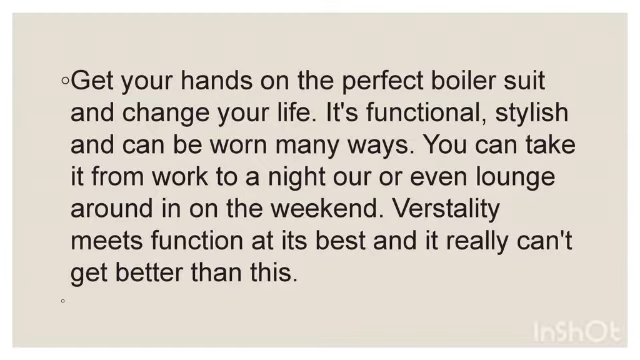 ◦Get your hands on the perfect boiler suit
and change your life. It's functional, stylish
and can be worn many ways. You can take
it from work to a night our or even lounge
around in on the weekend. Verstality
meets function at its best and it really can't
get better than this.
◦
InShOt